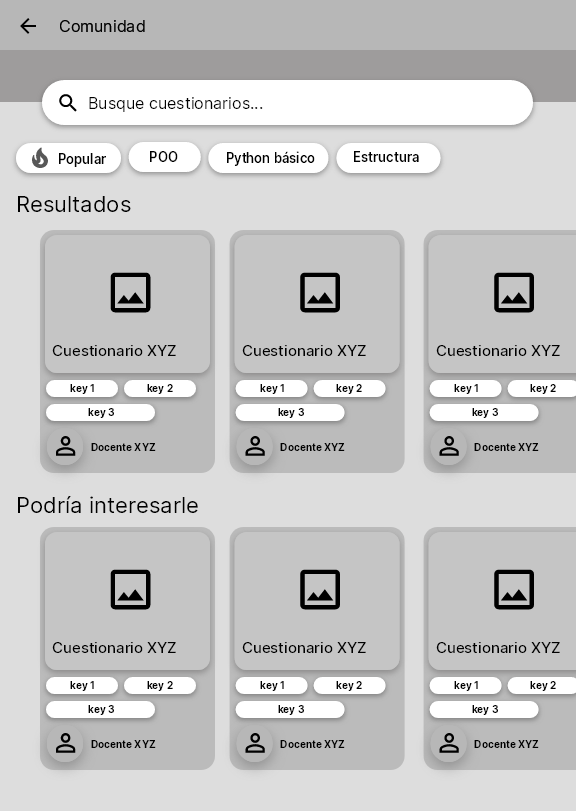 Comunidad
Busque cuestionarios...
Popular POO Python básico Estructura
Resultados
Cuestionario XYZ Cuestionario XYZ Cuestionario XYZ
key 1 key 2 key 1 key 2 key 1 key 2
key 3 key 3 key 3
Docente XYZ Docente XYZ Docente XYZ
Podría interesarle
Cuestionario XYZ Cuestionario XYZ Cuestionario XYZ
key 1 key 2 key 1 key 2 key 1 key 2
key 3 key 3 key 3
Docente XYZ Docente XYZ Docente XYZ